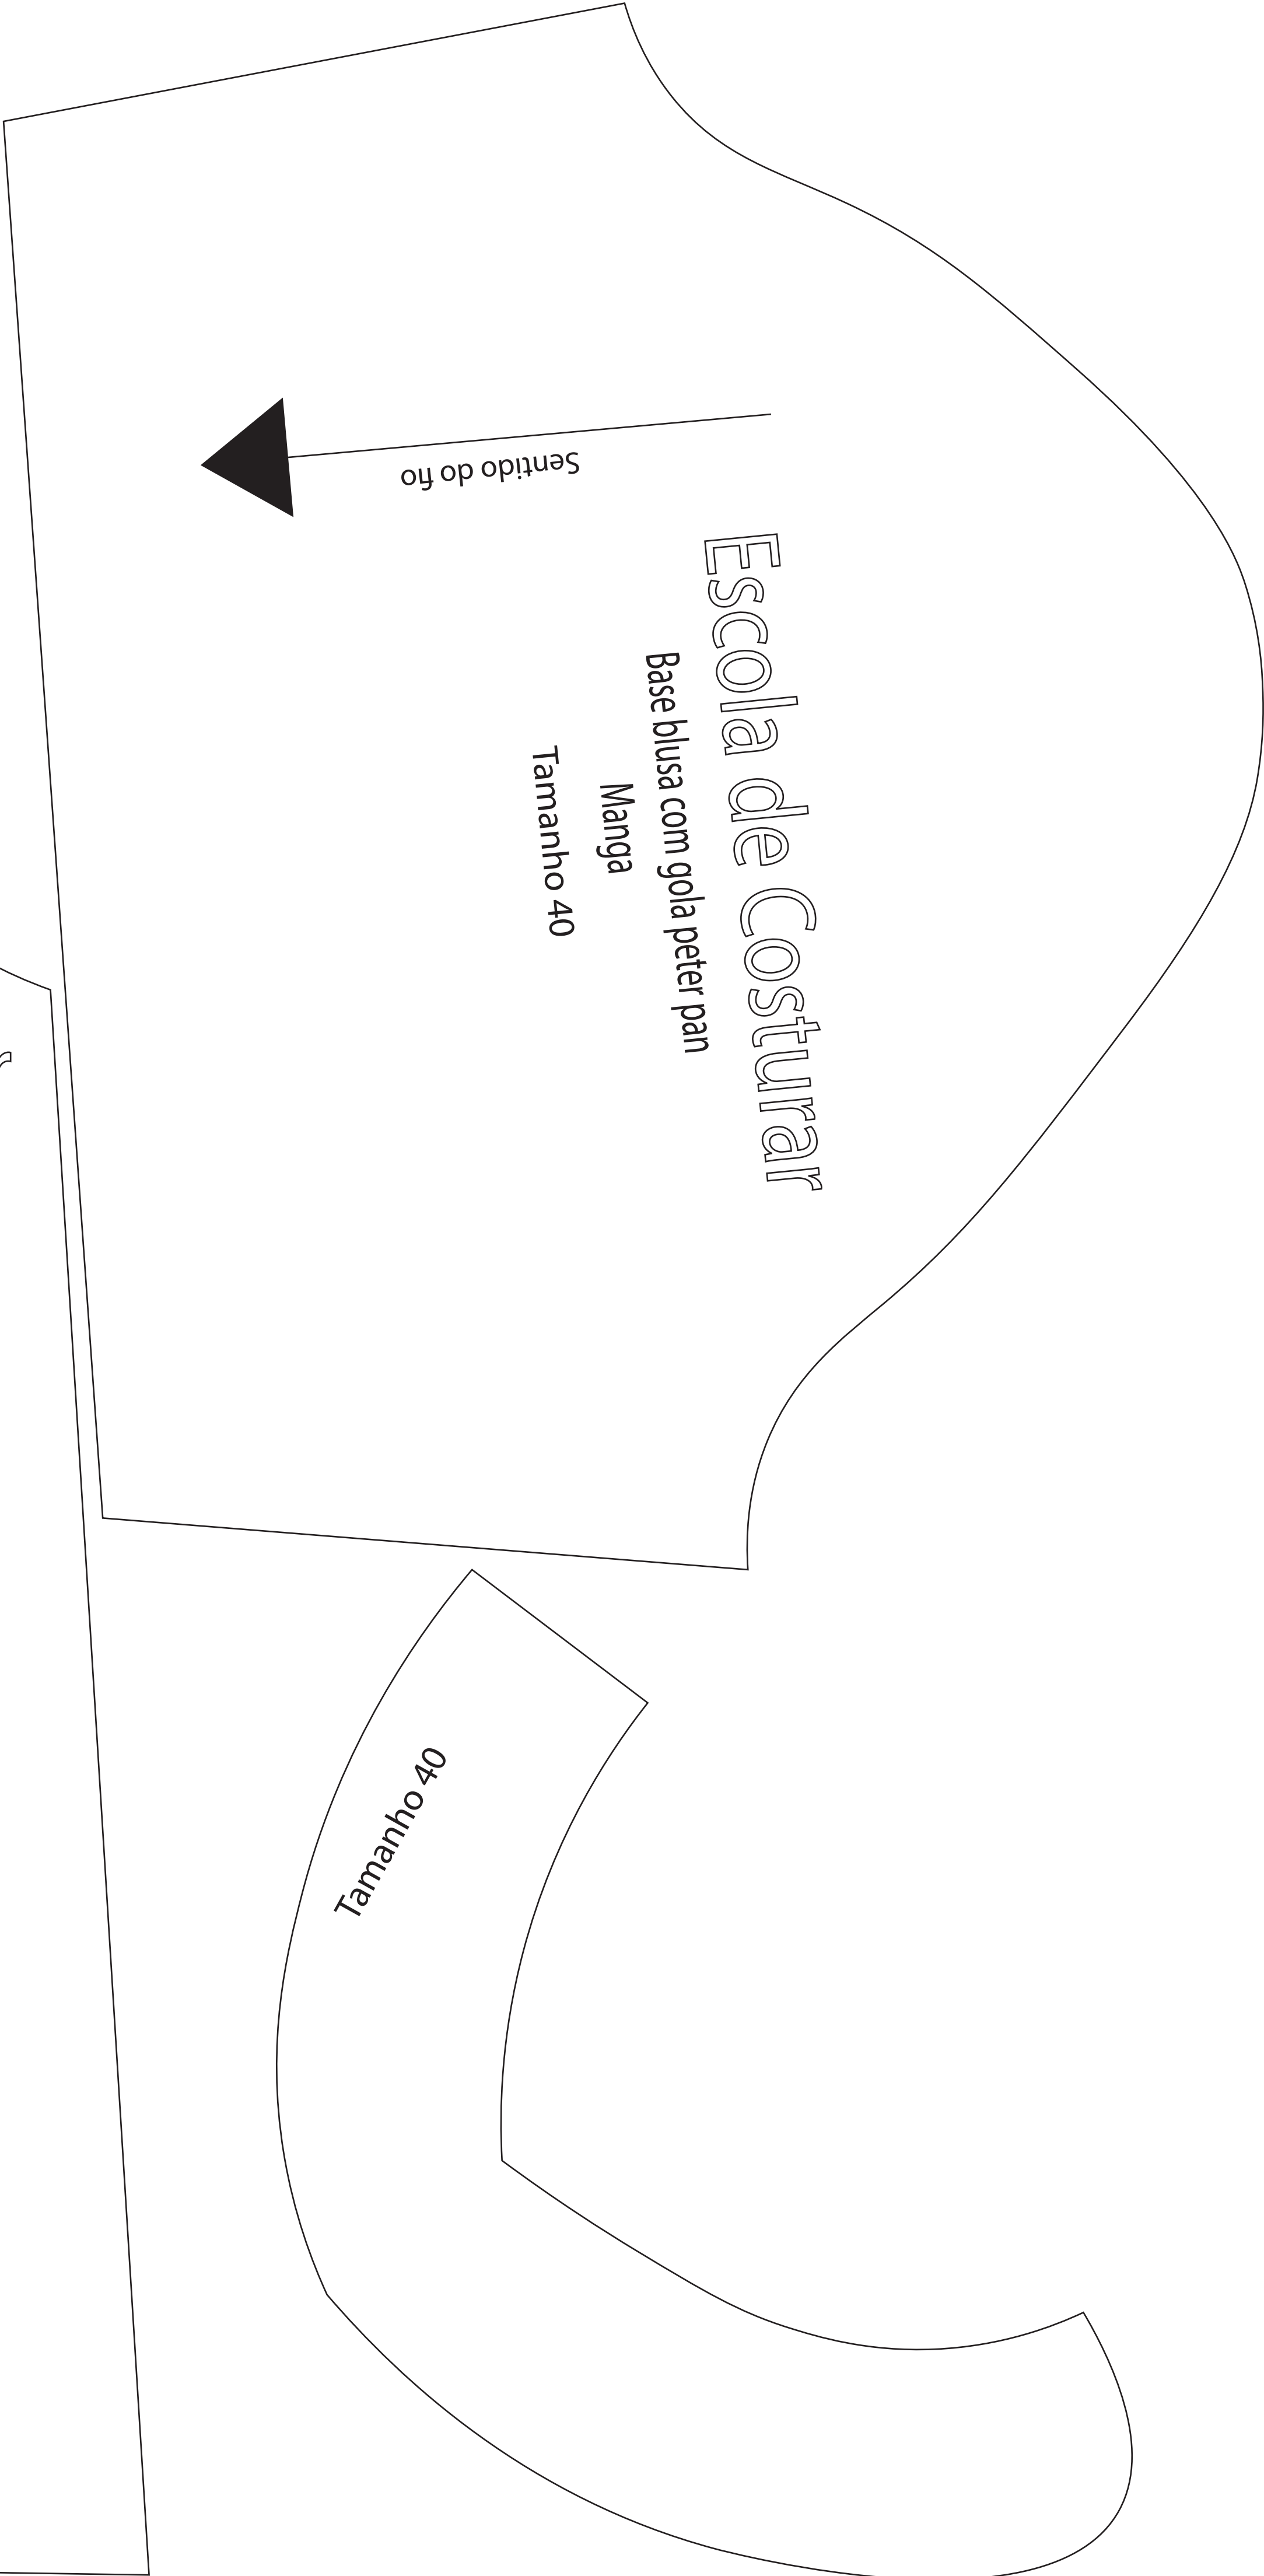 Sentido do fio
Escola de Costurar
Base blusa com gola peter pan
Manga
Tamanho 40
Tamanho 40